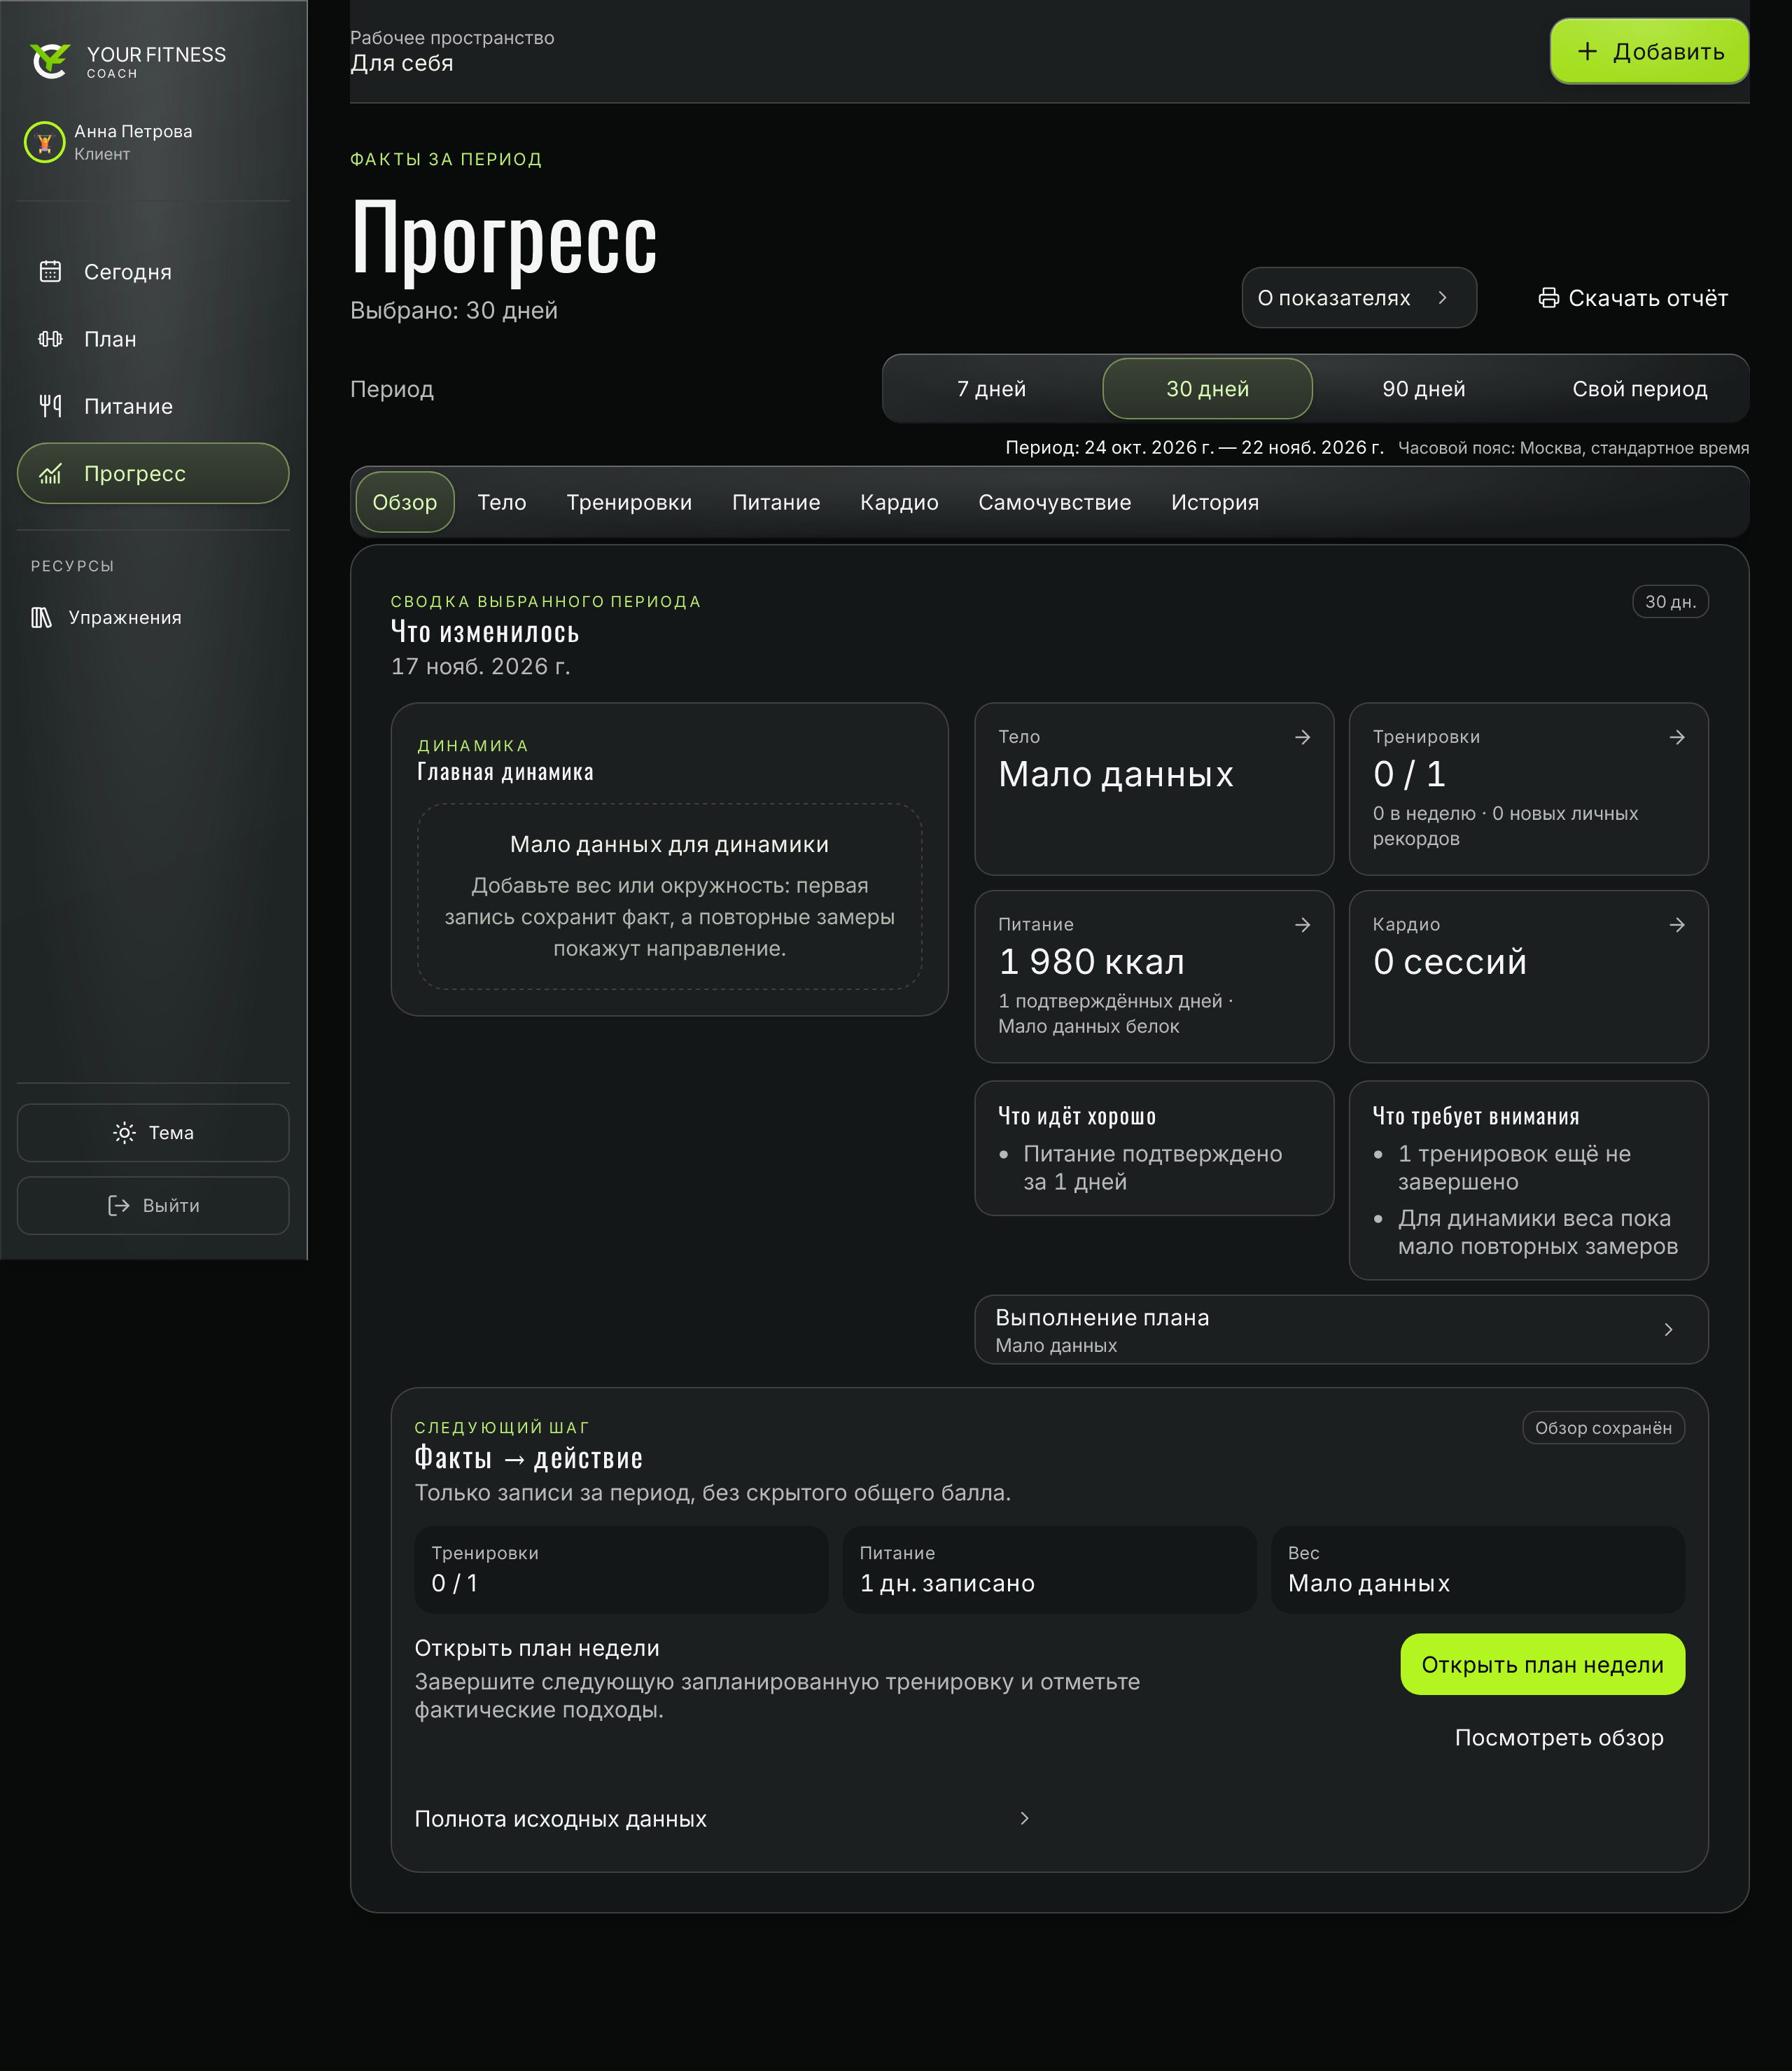 YOUR FITNESS
COACH
Анна Петрова
Клиент
Сегодня
План
Питание
Прогресс
РЕСУРСЫ
Упражнения
Тема
Выйти
Рабочее пространство
Для себя
Добавить
ФАКТЫ ЗА ПЕРИОД
Прогресс
Выбрано: 30 дней
О показателях
Скачать отчёт
Период
7 дней
30 дней
90 дней
Свой период
Период: 24 окт. 2026 г. — 22 нояб. 2026 г.
Часовой пояс: Москва, стандартное время
Обзор
Тело
Тренировки
Питание
Кардио
Самочувствие
История
СВОДКА ВЫБРАННОГО ПЕРИОДА
Что изменилось
17 нояб. 2026 г.
30 дн.
ДИНАМИКА
Главная динамика
Мало данных для динамики
Добавьте вес или окружность: первая
запись сохранит факт, а повторные замеры
покажут направление.
Тело
Мало данных
Тренировки
0 / 1
0 в неделю · 0 новых личных
рекордов
Питание
1 980 ккал
1 подтверждённых дней ·
Мало данных белок
Кардио
0 сессий
Что идёт хорошо
Питание подтверждено
за 1 дней
Что требует внимания
1 тренировок ещё не
завершено
Для динамики веса пока
мало повторных замеров
Выполнение плана
Мало данных
СЛЕДУЮЩИЙ ШАГ
Факты → действие
Только записи за период, без скрытого общего балла.
Обзор сохранён
Тренировки
0 / 1
Питание
1 дн. записано
Вес
Мало данных
Открыть план недели
Завершите следующую запланированную тренировку и отметьте
фактические подходы.
Открыть план недели
Посмотреть обзор
Полнота исходных данных